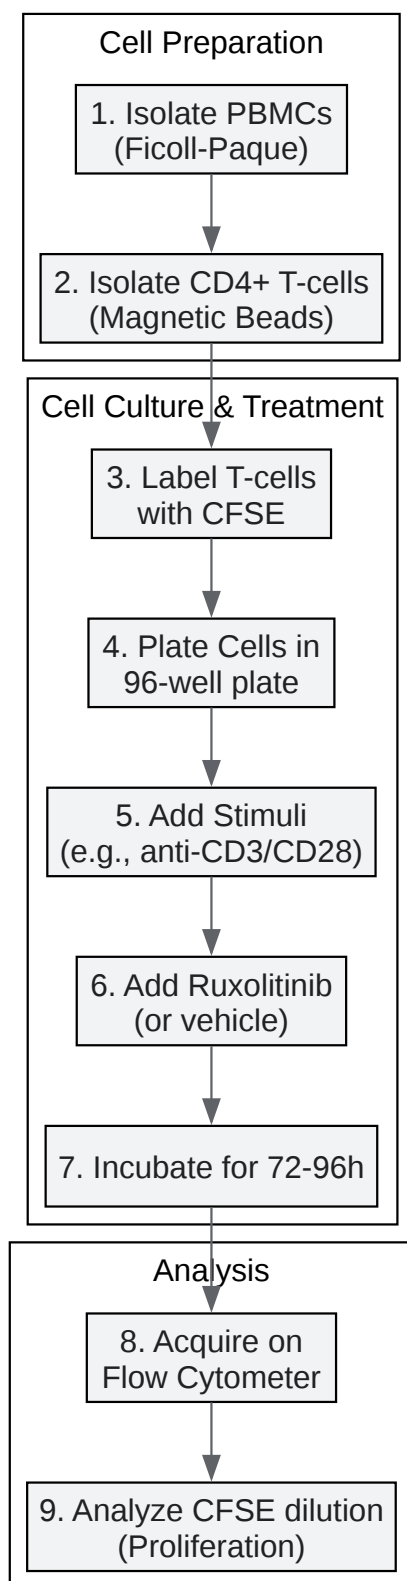 Cell Preparation
1. Isolate PBMCs
(Ficoll-Paque)
2. Isolate CD4+ T-cells
(Magnetic Beads)
Cell Culture & Treatment
3. Label T-cells
with CFSE
4. Plate Cells in
96-well plate
5. Add Stimuli
(e.g., anti-CD3/CD28)
6. Add Ruxolitinib
(or vehicle)
7. Incubate for 72-96h
Analysis
8. Acquire on
Flow Cytometer
9. Analyze CFSE dilution
(Proliferation)